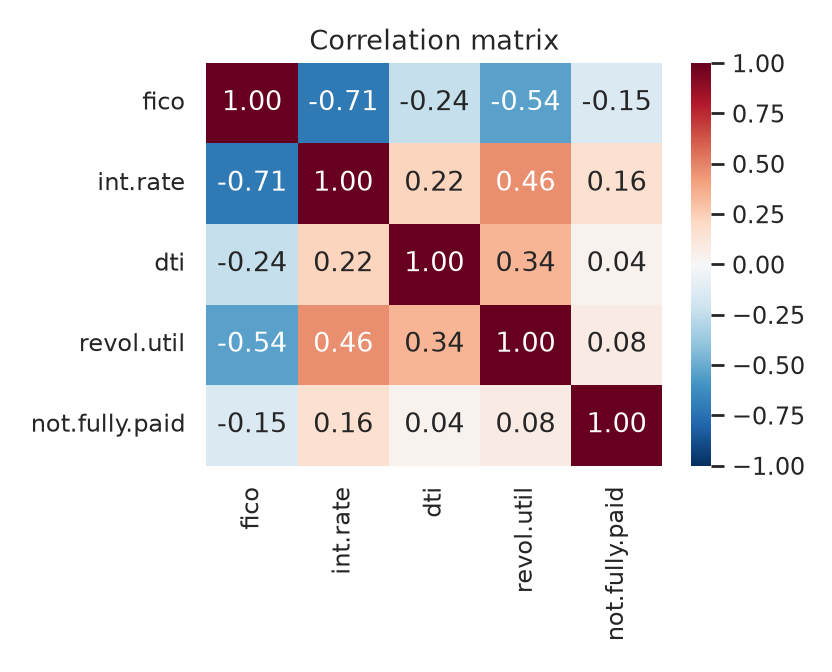 Correlation matrix
fico 1.00 -0.71 -0.24 -0.54 -0.15
int.rate -0.71 1.00 0.22 0.46 0.16
dti -0.24 0.22 1.00 0.34 0.04
revol.util -0.54 0.46 0.34 1.00 0.08
not.fully.paid -0.15 0.16 0.04 0.08 1.00
fico int.rate dti revol.util not.fully.paid
1.00
0.75
0.50
0.25
0.00
−0.25
−0.50
−0.75
−1.00